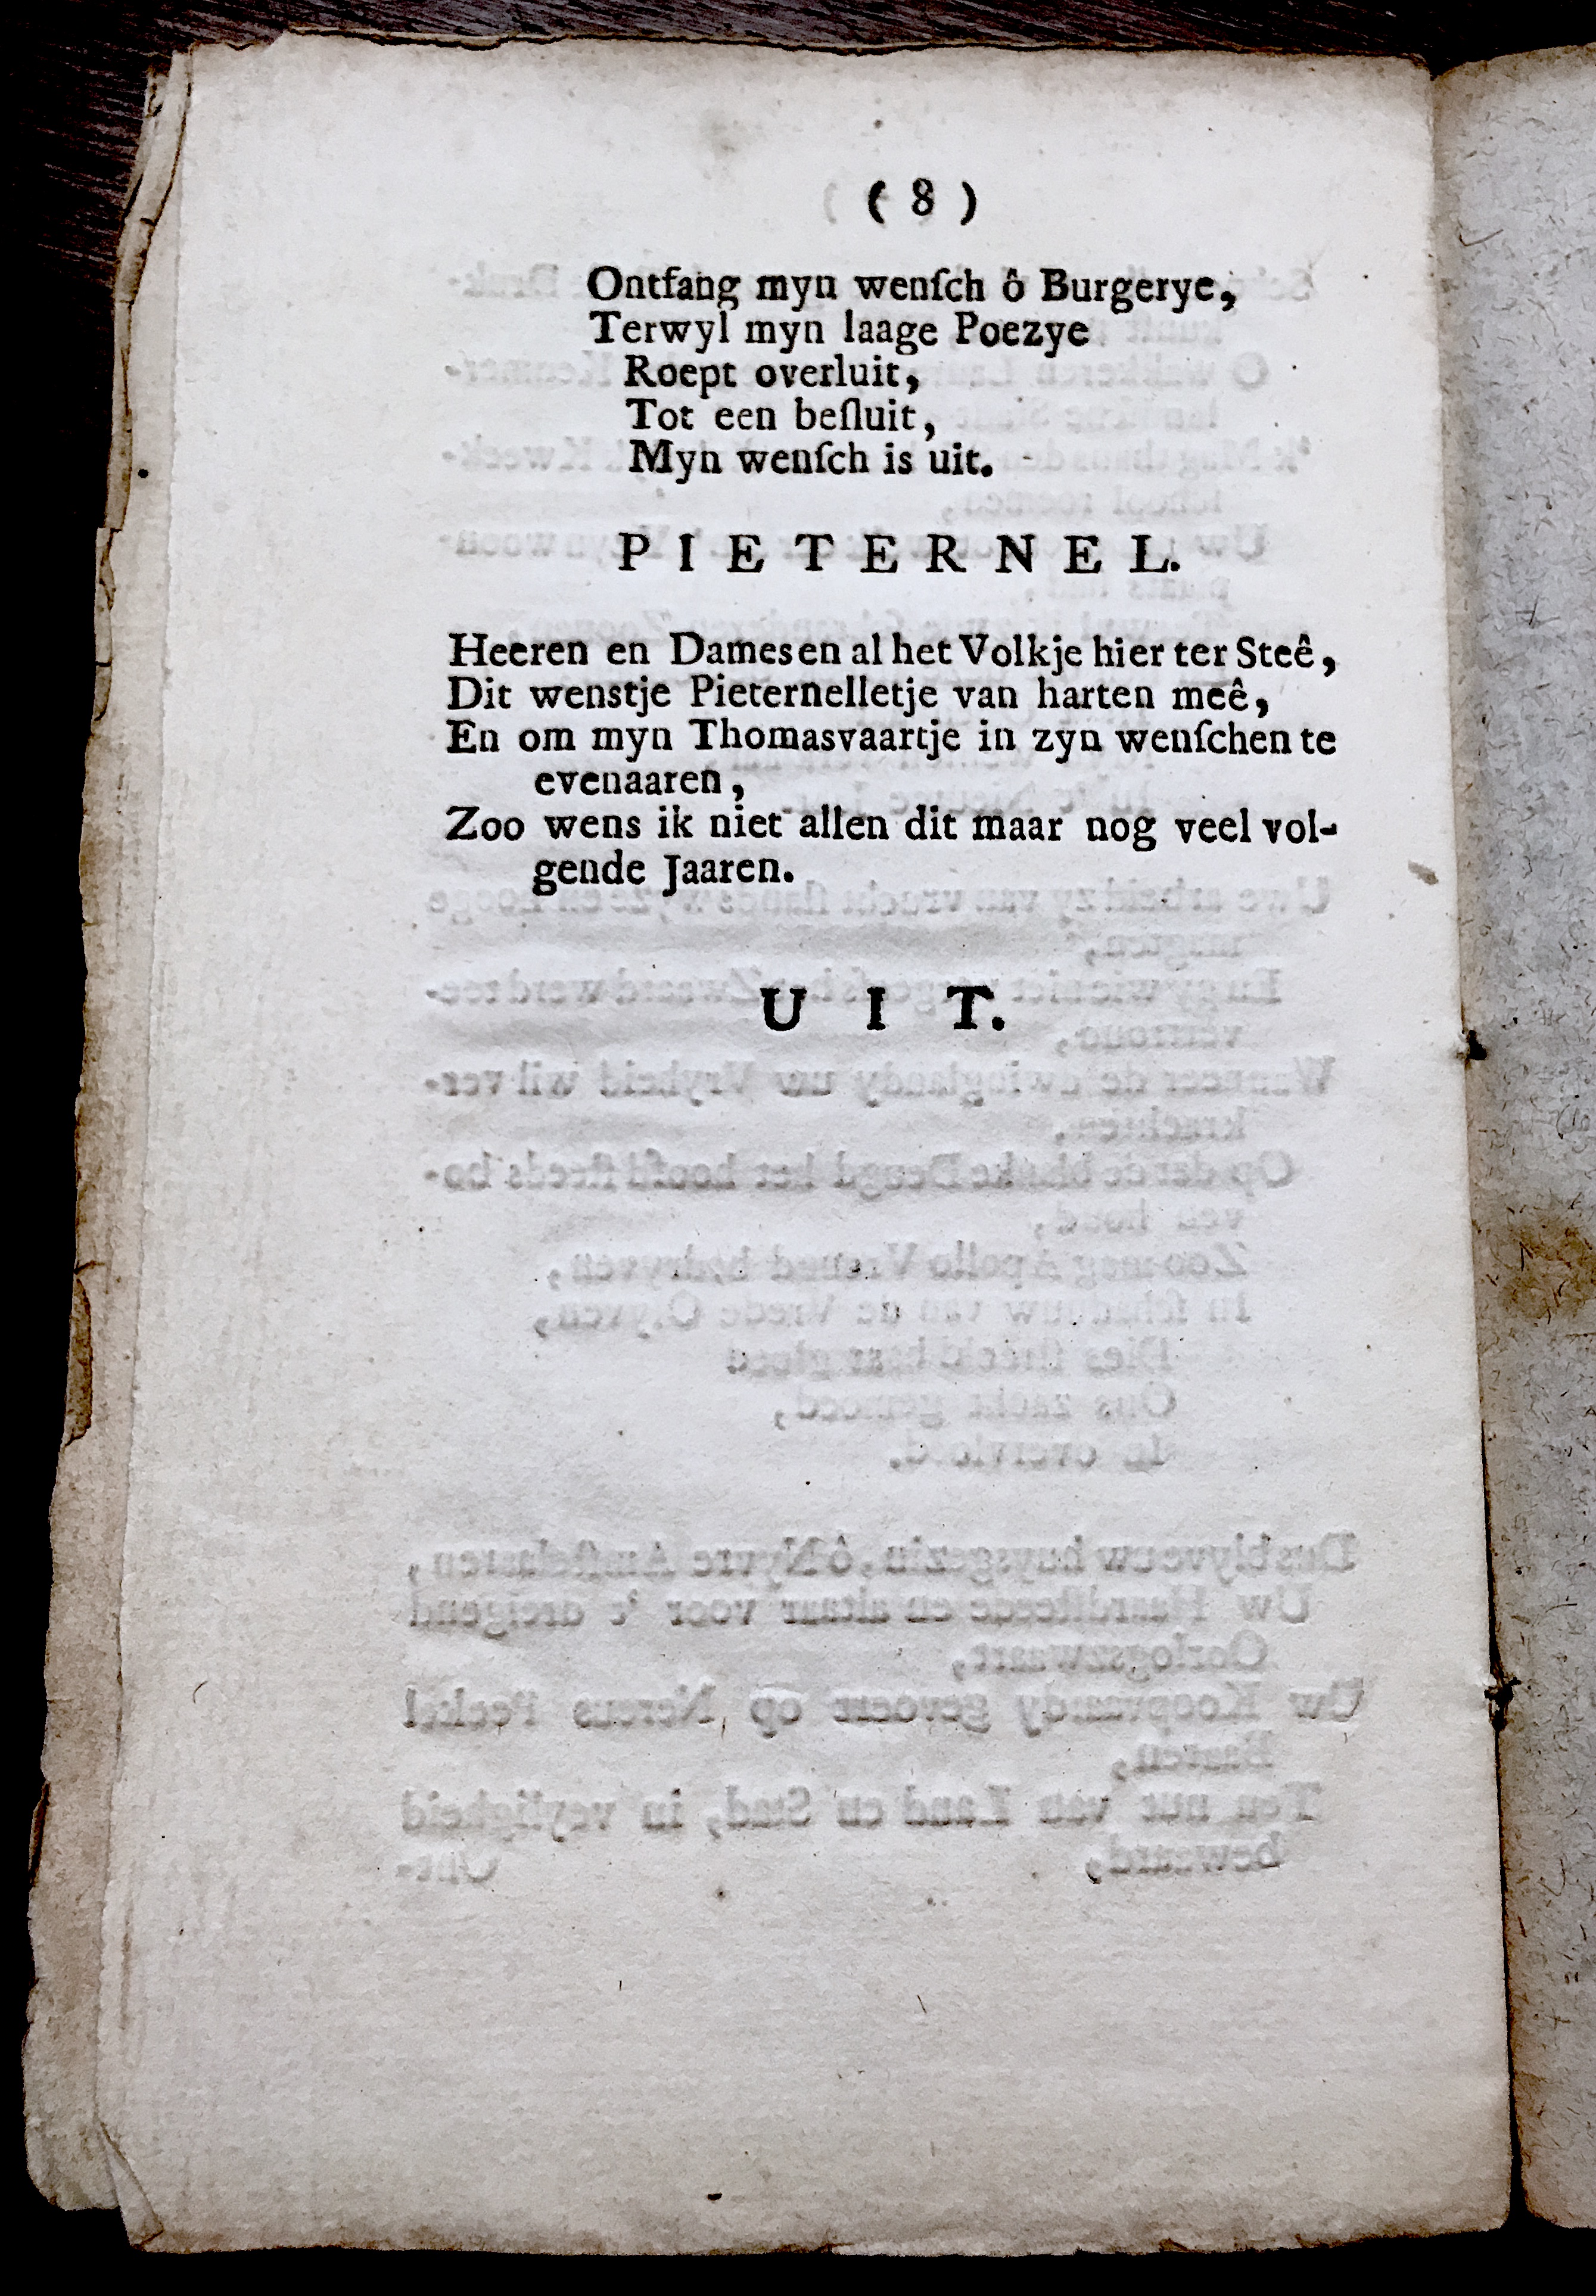 ( 8 )
Ontfang myn wenſch ô Burgerye,
Terwyl myn laage Poezye
Roept overluit,
Tot een beſluit,
Myn wenſch is uit.
PIETERNEL.
Heeren en Dames en al het Volkje hier ter Steê,
Dit wenstje Pieternelletje van harten meê,
En om myn Thomasvaartje in zyn wenſchen te
evenaaren,
Zoo wens ik niet allen dit maar nog veel vol-
gende Jaaren.
UIT.